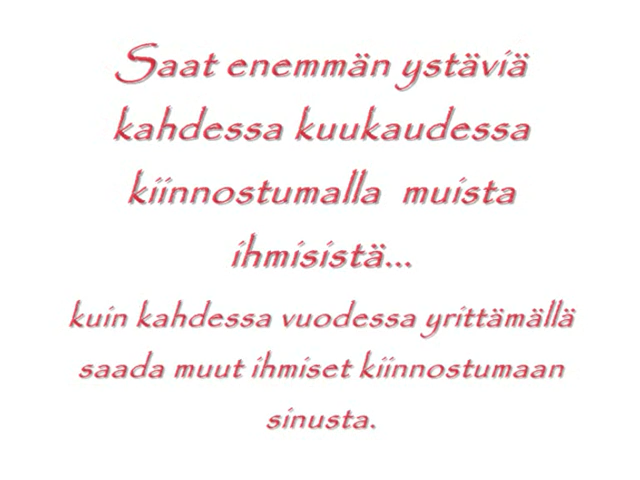 Saat enemmän ystäviä
kahdessa kuukaudessa
kiinnostumalla muista
ihmisistä...
kuin kahdessa vuodessa yrittämällä
saada muut ihmiset kiinnostumaan
sinusta.